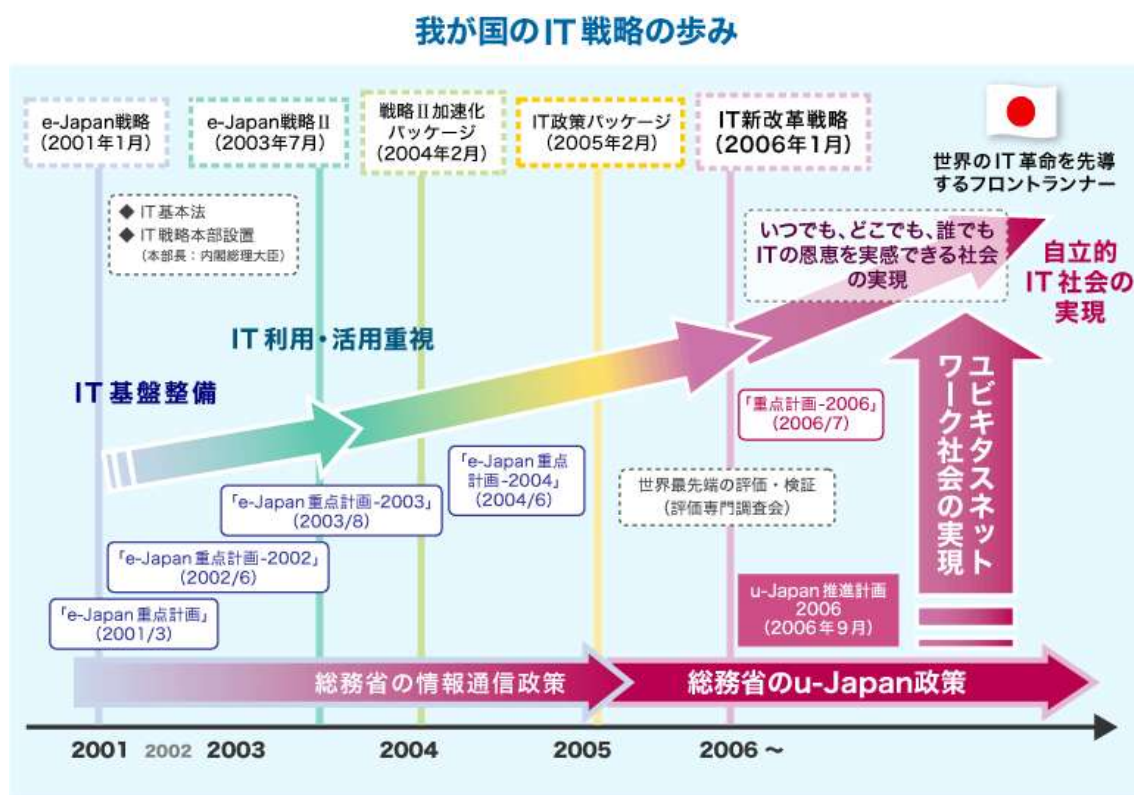 我が国のIT戦略の歩み
e-Japan戦略
(2001年1月)
e-Japan戦略Ⅱ
(2003年7月)
戦略Ⅱ加速化
パッケージ
(2004年2月)
IT政策パッケージ
(2005年2月)
IT新改革戦略
(2006年1月)
世界のIT革命を先導
するフロントランナー
◆ IT基本法
◆ IT戦略本部設置
(本部長:内閣総理大臣)
いつでも、どこでも、誰でも
ITの恩恵を実感できる社会
の実現
自立的
IT社会の
実現
IT利用・活用重視
IT基盤整備
「重点計画-2006」
(2006/7)
ユビキタスネット
ワーク社会の実現
「e-Japan重点
計画-2004」
(2004/6)
世界最先端の評価・検証
(評価専門調査会)
「e-Japan重点計画-2003」
(2003/8)
「e-Japan重点計画-2002」
(2002/6)
「e-Japan重点計画」
(2001/3)
u-Japan推進計画
2006
(2006年9月)
総務省の情報通信政策
総務省のu-Japan政策
2001 2002 2003 2004 2005 2006～